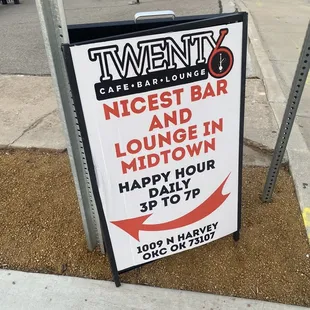 TWENTY6
CAFE•BAR•LOUNGE
NICEST BAR
AND
LOUNGE IN
MIDTOWN
HAPPY HOUR
DAILY
3P TO 7P
1009 N HARVEY
OKC OK 73107